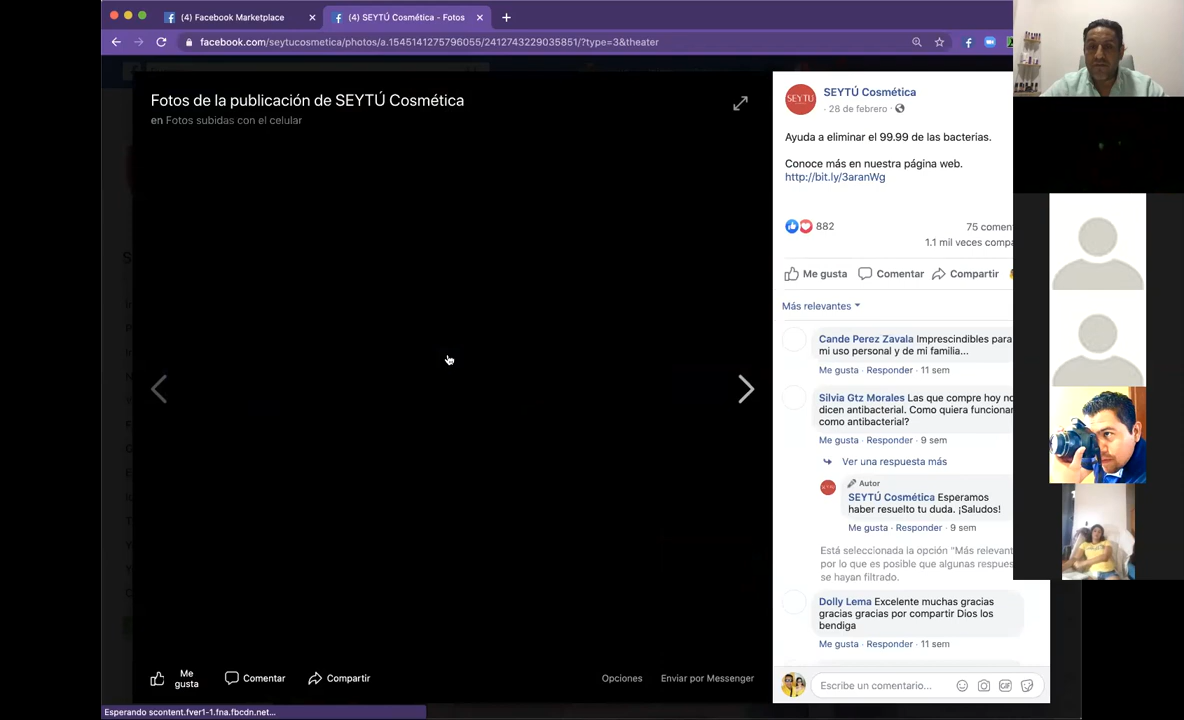 (4) Facebook Marketplace
(4) SEYTÚ Cosmética - Fotos
facebook.com/seytucosmetica/photos/a.1545141275796055/2412743229035851/?type=3&theater
Fotos de la publicación de SEYTÚ Cosmética
en Fotos subidas con el celular
SEYTÚ
SEYTÚ Cosmética
28 de febrero
Ayuda a eliminar el 99.99 de las bacterias.
Conoce más en nuestra página web.
http://bit.ly/3aranWg
882
75 coment
1.1 mil veces compa
Me gusta
Comentar
Compartir
Más relevantes
Cande Perez Zavala Imprescindibles para
mi uso personal y de mi familia...
Me gusta · Responder · 11 sem
Silvia Gtz Morales Las que compre hoy no
dicen antibacterial. Como quiera funcionar
como antibacterial?
Me gusta · Responder · 9 sem
Ver una respuesta más
Autor
SEYTÚ Cosmética Esperamos
haber resuelto tu duda. ¡Saludos!
Me gusta · Responder · 9 sem
Está seleccionada la opción "Más relevant
por lo que es posible que algunas respues
se hayan filtrado.
Dolly Lema Excelente muchas gracias
gracias gracias por compartir Dios los
bendiga
Me gusta · Responder · 11 sem
Escribe un comentario...
GIF
Me
gusta
Comentar
Compartir
Opciones
Enviar por Messenger
Esperando scontent.fver1-1.fna.fbcdn.net...